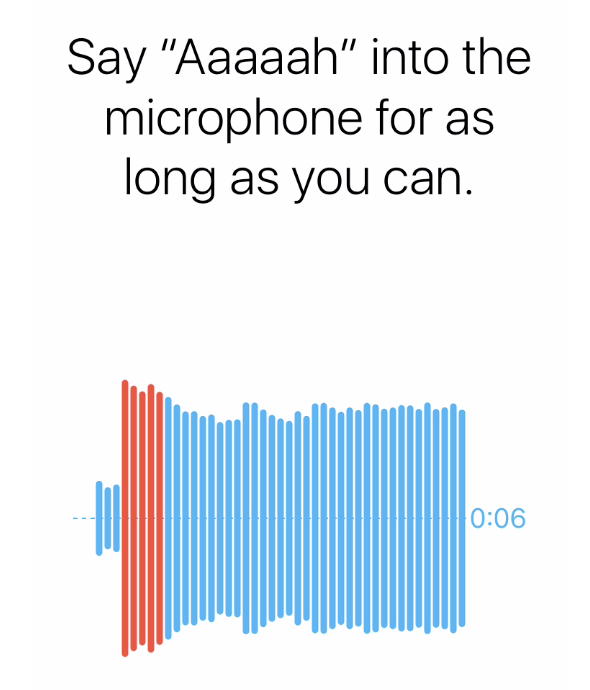 Say “Aaaaah” into the
microphone for as
long as you can.
0:06